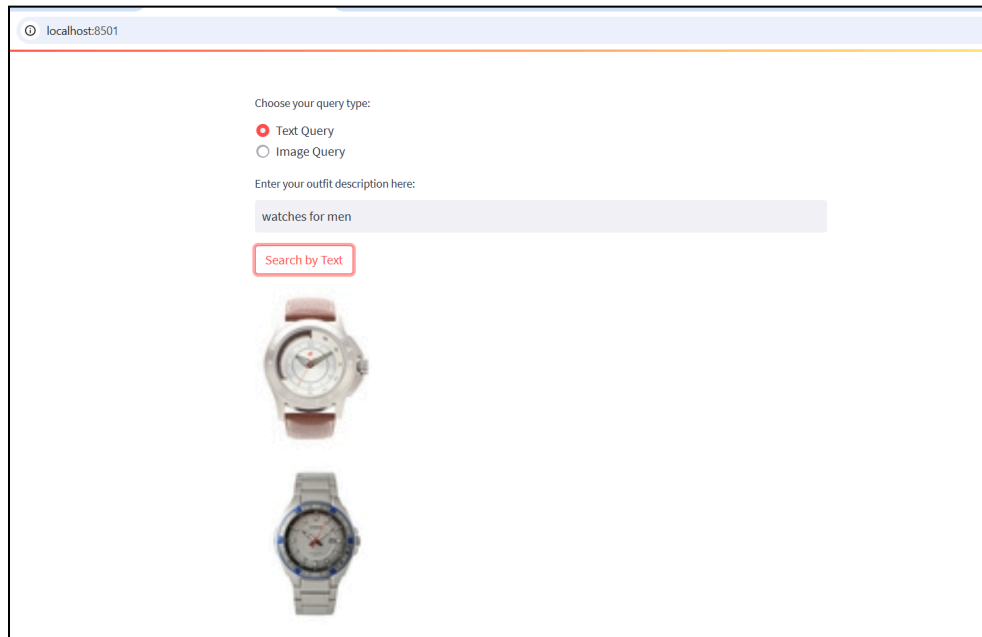 localhost:8501
Choose your query type:
Text Query
Image Query
Enter your outfit description here:
watches for men
Search by Text